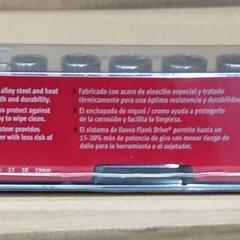 alloy steel and heat
gth and durability.
s protect against
asy to wipe clean.
stem provides
er with less risk of
17 18 19mm
Fabricado con acero de aleación especial y tratado
térmicamente para una óptima resistencia y durabilidad.
El enchapado de níquel / cromo ayuda a protegerlo
de la corrosión y facilita la limpieza.
El sistema de llaves Flank Drive® permite hasta un
15-20% más de potencia de giro con menor riesgo de
daño para la herramienta o el sujetador.